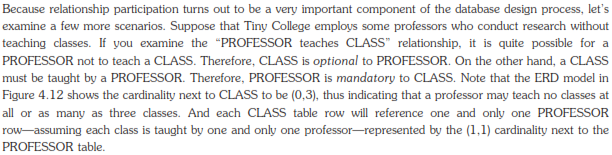 Because relationship participation turns out to be a very important component of the database design process, let's
examine a few more scenarios. Suppose that Tiny College employs some professors who conduct research without
teaching classes. If you examine the “PROFESSOR teaches CLASS” relationship, it is quite possible for a
PROFESSOR not to teach a CLASS. Therefore, CLASS is optional to PROFESSOR. On the other hand, a CLASS
must be taught by a PROFESSOR. Therefore, PROFESSOR is mandatory to CLASS. Note that the ERD model in
Figure 4.12 shows the cardinality next to CLASS to be (0,3), thus indicating that a professor may teach no classes at
all or as many as three classes. And each CLASS table row will reference one and only one PROFESSOR
row—assuming each class is taught by one and only one professor—represented by the (1,1) cardinality next to the
PROFESSOR table.